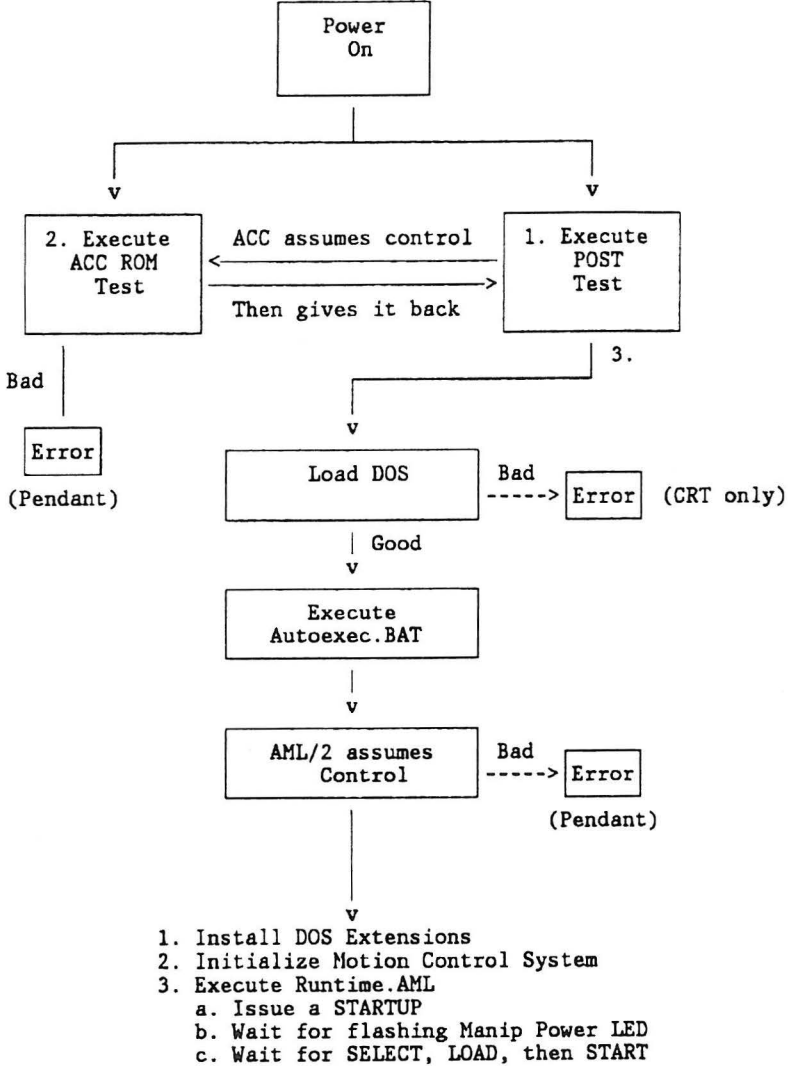 Power
On
v
v
2. Execute
ACC ROM
Test
ACC assumes control
<
>
Then gives it back
1. Execute
POST
Test
3.
Bad
Error
(Pendant)
v
Load DOS
Bad
----->
Error
(CRT only)
| Good
v
Execute
Autoexec.BAT
|
v
AML/2 assumes
Control
Bad
----->
Error
(Pendant)
v
1. Install DOS Extensions
2. Initialize Motion Control System
3. Execute Runtime.AML
a. Issue a STARTUP
b. Wait for flashing Manip Power LED
c. Wait for SELECT, LOAD, then START